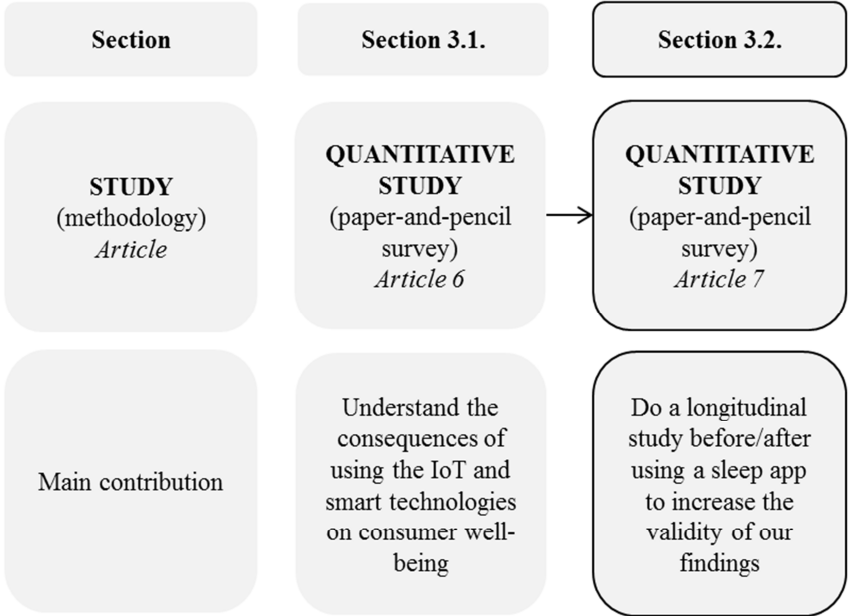 Section
Section 3.1.
Section 3.2.
STUDY
(methodology)
Article
QUANTITATIVE
STUDY
(paper-and-pencil
survey)
Article 6
QUANTITATIVE
STUDY
(paper-and-pencil
survey)
Article 7
Main contribution
Understand the
consequences of
using the IoT and
smart technologies
on consumer well-
being
Do a longitudinal
study before/after
using a sleep app
to increase the
validity of our
findings